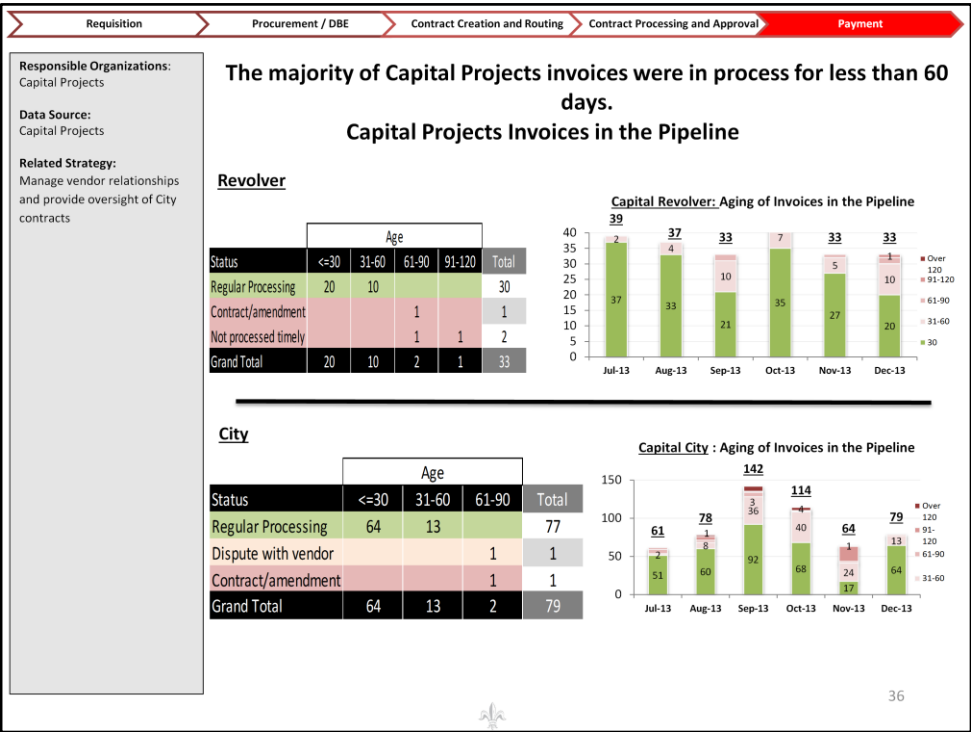 Requisition
Procurement / DBE
Contract Creation and Routing
Contract Processing and Approval
Payment
Responsible Organizations:
Capital Projects
Data Source:
Capital Projects
Related Strategy:
Manage vendor relationships
and provide oversight of City
contracts
The majority of Capital Projects invoices were in process for less than 60
days.
Capital Projects Invoices in the Pipeline
Revolver
Age
Status <=30 31-60 61-90 91-120 Total
Regular Processing 20 10 30
Contract/amendment 1 1
Not processed timely 1 1 2
Grand Total 20 10 2 1 33
Capital Revolver: Aging of Invoices in the Pipeline
39 37 33 33 33
40
35
30
25
20
15
10
5
0
2 4 10 7 5 1 10
37 33 21 35 27 20
Jul-13 Aug-13 Sep-13 Oct-13 Nov-13 Dec-13
Over
120
91-120
61-90
31-60
30
City
Age
Status <=30 31-60 61-90 Total
Regular Processing 64 13 77
Dispute with vendor 1 1
Contract/amendment 1 1
Grand Total 64 13 2 79
Capital City : Aging of Invoices in the Pipeline
61 78 142 114 64 79
150
100
50
0
2 1 8 3 36 4 40 1 24 13
51 60 92 68 17 64
Jul-13 Aug-13 Sep-13 Oct-13 Nov-13 Dec-13
Over
120
91-
120
61-90
31-60
36